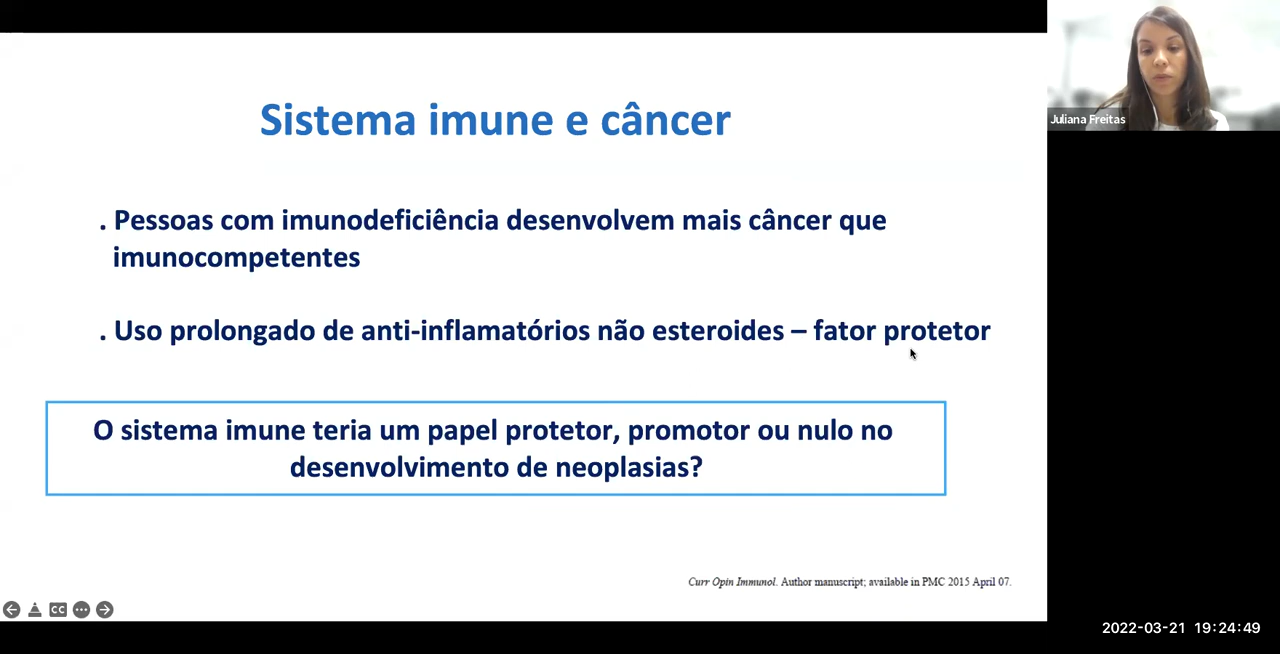 Sistema imune e câncer
. Pessoas com imunodeficiência desenvolvem mais câncer que
imunocompetentes
. Uso prolongado de anti-inflamatórios não esteroides – fator protetor
O sistema imune teria um papel protetor, promotor ou nulo no
desenvolvimento de neoplasias?
Curr Opin Immunol. Author manuscript; available in PMC 2015 April 07.
CC
Juliana Freitas
2022-03-21 19:24:49